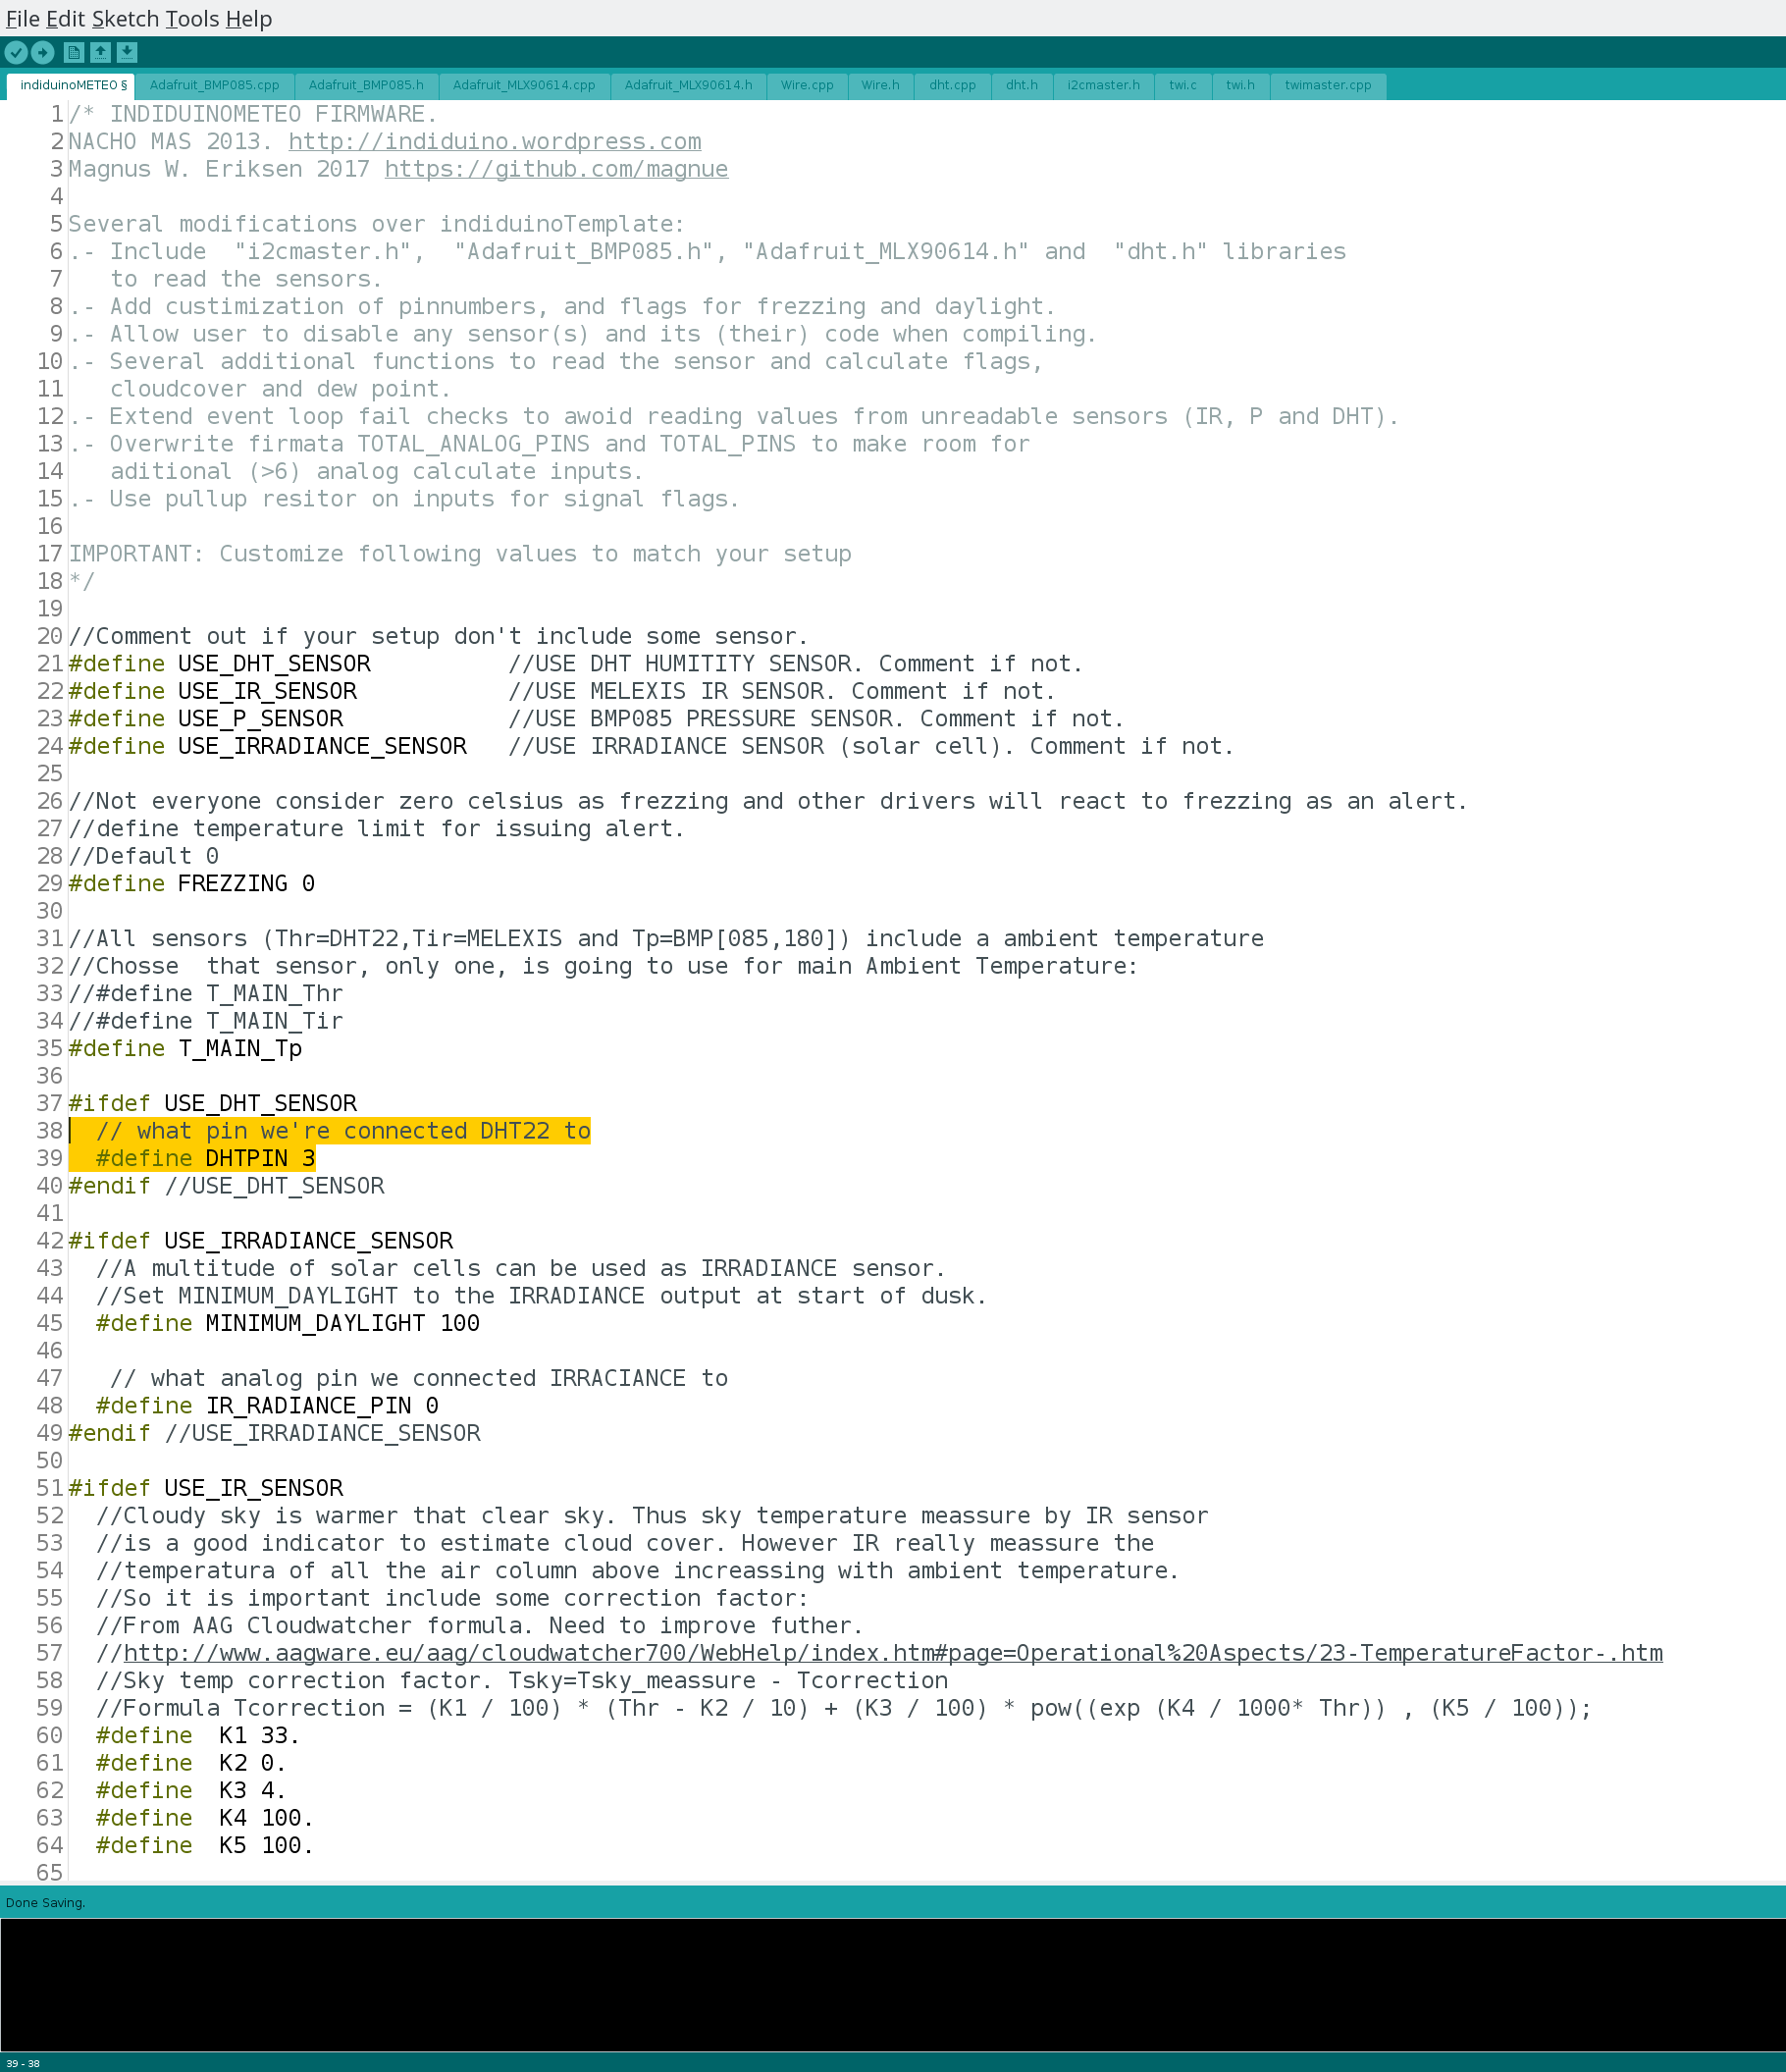 File Edit Sketch Tools Help
indiduinoMETEO § Adafruit_BMP085.cpp Adafruit_BMP085.h Adafruit_MLX90614.cpp Adafruit_MLX90614.h Wire.cpp Wire.h dht.cpp dht.h i2cmaster.h twi.c twi.h twimaster.cpp
1 /* INDIDUINOMETEO FIRMWARE.
2 NACHO MAS 2013. http://indiduino.wordpress.com
3 Magnus W. Eriksen 2017 https://github.com/magnue
4
5 Several modifications over indiduinoTemplate:
6 .- Include  "i2cmaster.h",  "Adafruit_BMP085.h", "Adafruit_MLX90614.h" and  "dht.h" libraries
7    to read the sensors.
8 .- Add custimization of pinnumbers, and flags for frezzing and daylight.
9 .- Allow user to disable any sensor(s) and its (their) code when compiling.
10 .- Several additional functions to read the sensor and calculate flags,
11    cloudcover and dew point.
12 .- Extend event loop fail checks to awoid reading values from unreadable sensors (IR, P and DHT).
13 .- Overwrite firmata TOTAL_ANALOG_PINS and TOTAL_PINS to make room for
14    aditional (>6) analog calculate inputs.
15 .- Use pullup resitor on inputs for signal flags.
16
17 IMPORTANT: Customize following values to match your setup
18 */
19
20 //Comment out if your setup don't include some sensor.
21 #define USE_DHT_SENSOR          //USE DHT HUMITITY SENSOR. Comment if not.
22 #define USE_IR_SENSOR           //USE MELEXIS IR SENSOR. Comment if not.
23 #define USE_P_SENSOR            //USE BMP085 PRESSURE SENSOR. Comment if not.
24 #define USE_IRRADIANCE_SENSOR   //USE IRRADIANCE SENSOR (solar cell). Comment if not.
25
26 //Not everyone consider zero celsius as frezzing and other drivers will react to frezzing as an alert.
27 //define temperature limit for issuing alert.
28 //Default 0
29 #define FREZZING 0
30
31 //All sensors (Thr=DHT22,Tir=MELEXIS and Tp=BMP[085,180]) include a ambient temperature
32 //Chosse  that sensor, only one, is going to use for main Ambient Temperature:
33 //#define T_MAIN_Thr
34 //#define T_MAIN_Tir
35 #define T_MAIN_Tp
36
37 #ifdef USE_DHT_SENSOR
38   // what pin we're connected DHT22 to
39   #define DHTPIN 3
40 #endif //USE_DHT_SENSOR
41
42 #ifdef USE_IRRADIANCE_SENSOR
43   //A multitude of solar cells can be used as IRRADIANCE sensor.
44   //Set MINIMUM_DAYLIGHT to the IRRADIANCE output at start of dusk.
45   #define MINIMUM_DAYLIGHT 100
46
47    // what analog pin we connected IRRACIANCE to
48   #define IR_RADIANCE_PIN 0
49 #endif //USE_IRRADIANCE_SENSOR
50
51 #ifdef USE_IR_SENSOR
52   //Cloudy sky is warmer that clear sky. Thus sky temperature meassure by IR sensor
53   //is a good indicator to estimate cloud cover. However IR really meassure the
54   //temperatura of all the air column above increassing with ambient temperature.
55   //So it is important include some correction factor:
56   //From AAG Cloudwatcher formula. Need to improve futher.
57   //http://www.aagware.eu/aag/cloudwatcher700/WebHelp/index.htm#page=Operational%20Aspects/23-TemperatureFactor-.htm
58   //Sky temp correction factor. Tsky=Tsky_meassure - Tcorrection
59   //Formula Tcorrection = (K1 / 100) * (Thr - K2 / 10) + (K3 / 100) * pow((exp (K4 / 1000* Thr)) , (K5 / 100));
60   #define  K1 33.
61   #define  K2 0.
62   #define  K3 4.
63   #define  K4 100.
64   #define  K5 100.
65
Done Saving.
39 - 38